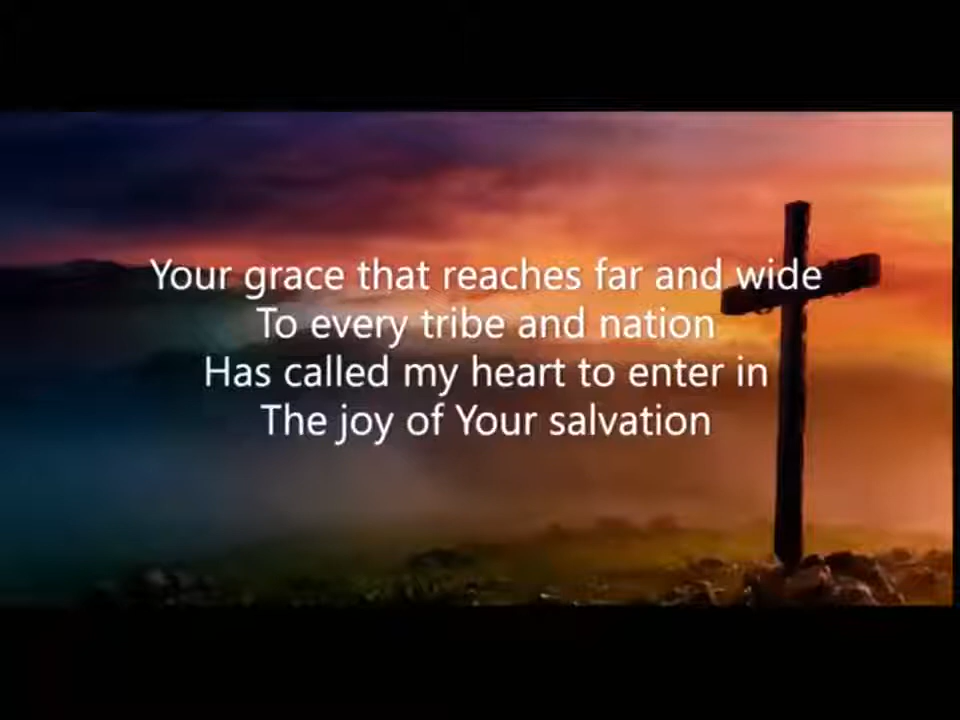 Your grace that reaches far and wide
To every tribe and nation
Has called my heart to enter in
The joy of Your salvation